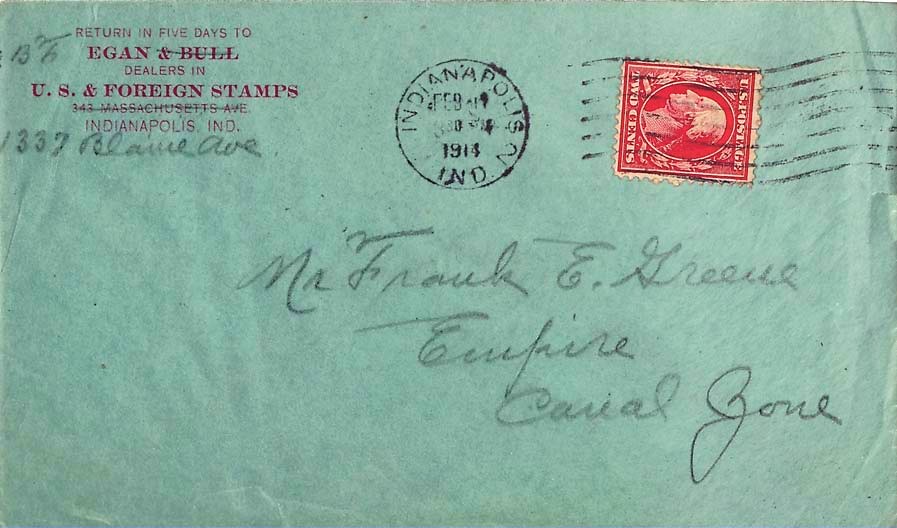 RETURN IN FIVE DAYS TO
EGAN & BULL
DEALERS IN
U. S. & FOREIGN STAMPS
343 MASSACHUSETTS AVE.
INDIANAPOLIS, IND.
1337 Blaine Ave
INDIANAPOLIS
FEB
1914
IND.
U.S. POSTAGE
TWO CENTS
Mr Frank E. Greene
Empire
Canal Zone